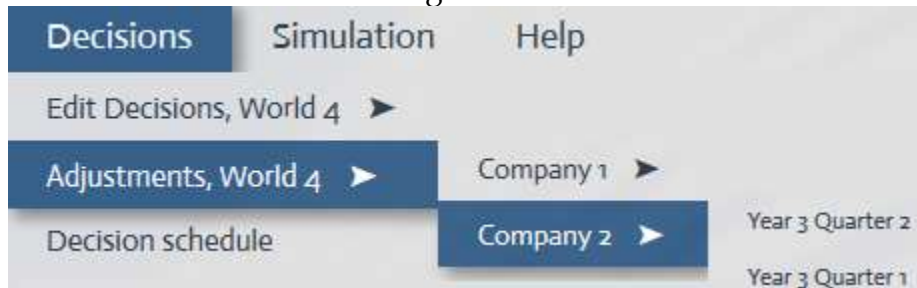 Decisions Simulation Help
Edit Decisions, World 4 ➤
Adjustments, World 4 ➤
Company 1 ➤
Decision schedule
Company 2 ➤
Year 3 Quarter 2
Year 3 Quarter 1